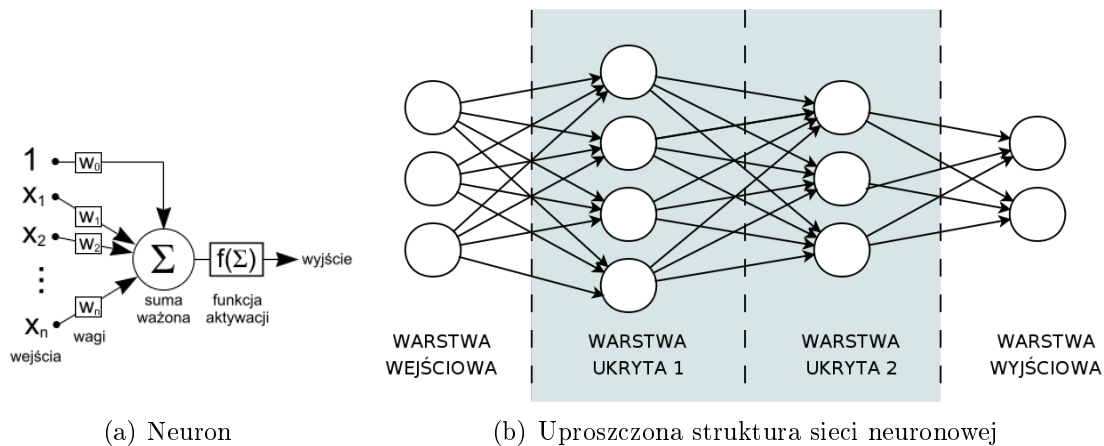 1
w₀
x₁
w₁
x₂
w₂
⋮
xₙ
wₙ
wejścia
wagi
Σ
suma
ważona
f(Σ)
funkcja
aktywacji
wyjście
WARSTWA
WEJŚCIOWA
WARSTWA
UKRYTA 1
WARSTWA
UKRYTA 2
WARSTWA
WYJŚCIOWA
(a) Neuron
(b) Uproszczona struktura sieci neuronowej